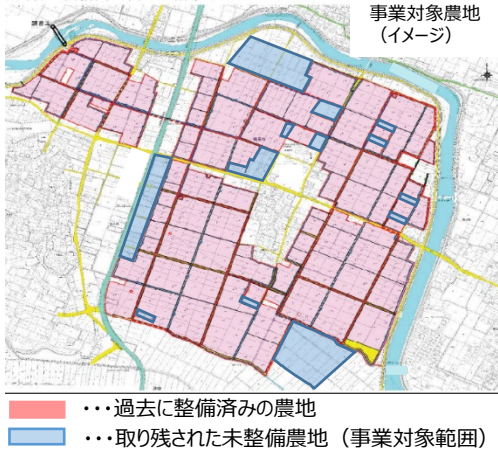 事業対象農地
（イメージ）
・・・過去に整備済みの農地
・・・取り残された未整備農地（事業対象範囲）